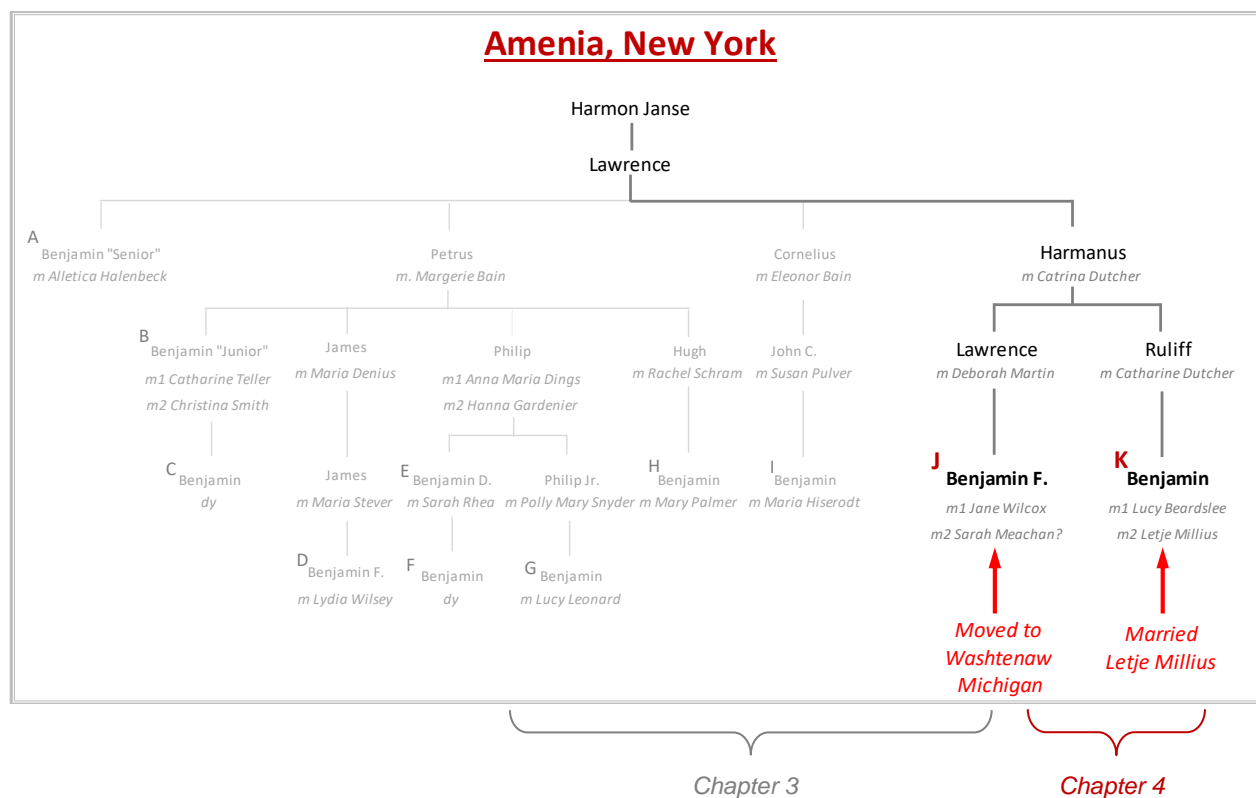 Amenia, New York
Harmon Janse
Lawrence
A
Benjamin "Senior"
m Alletica Halenbeck
Petrus
m. Margerie Bain
Cornelius
m Eleonor Bain
Harmanus
m Catrina Dutcher
B
Benjamin "Junior"
m1 Catharine Teller
m2 Christina Smith
James
m Maria Denius
Philip
m1 Anna Maria Dings
m2 Hanna Gardenier
Hugh
m Rachel Schram
John C.
m Susan Pulver
Lawrence
m Deborah Martin
Ruliff
m Catharine Dutcher
C
Benjamin
dy
James
m Maria Stever
E
Benjamin D.
m Sarah Rhea
Philip Jr.
m Polly Mary Snyder
H
Benjamin
m Mary Palmer
I
Benjamin
m Maria Hiserodt
J
Benjamin F.
m1 Jane Wilcox
m2 Sarah Meachan?
K
Benjamin
m1 Lucy Beardslee
m2 Letje Millius
D
Benjamin F.
m Lydia Wilsey
F
Benjamin
dy
G
Benjamin
m Lucy Leonard
Moved to
Washtenaw
Michigan
Married
Letje Millius
Chapter 3
Chapter 4